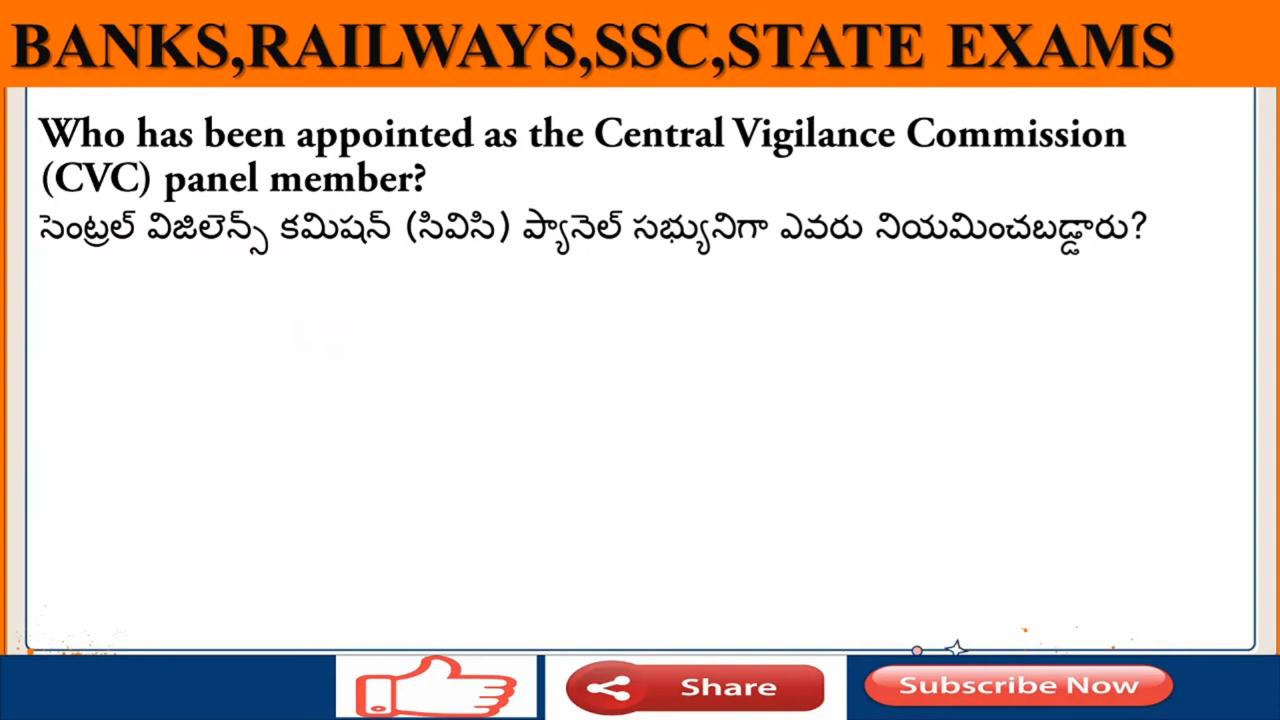 BANKS,RAILWAYS,SSC,STATE EXAMS
Who has been appointed as the Central Vigilance Commission
(CVC) panel member?
సెంట్రల్ విజిలెన్స్ కమిషన్ (సివిసి) ప్యానెల్ సభ్యునిగా ఎవరు నియమించబడ్డారు?
Share
Subscribe Now